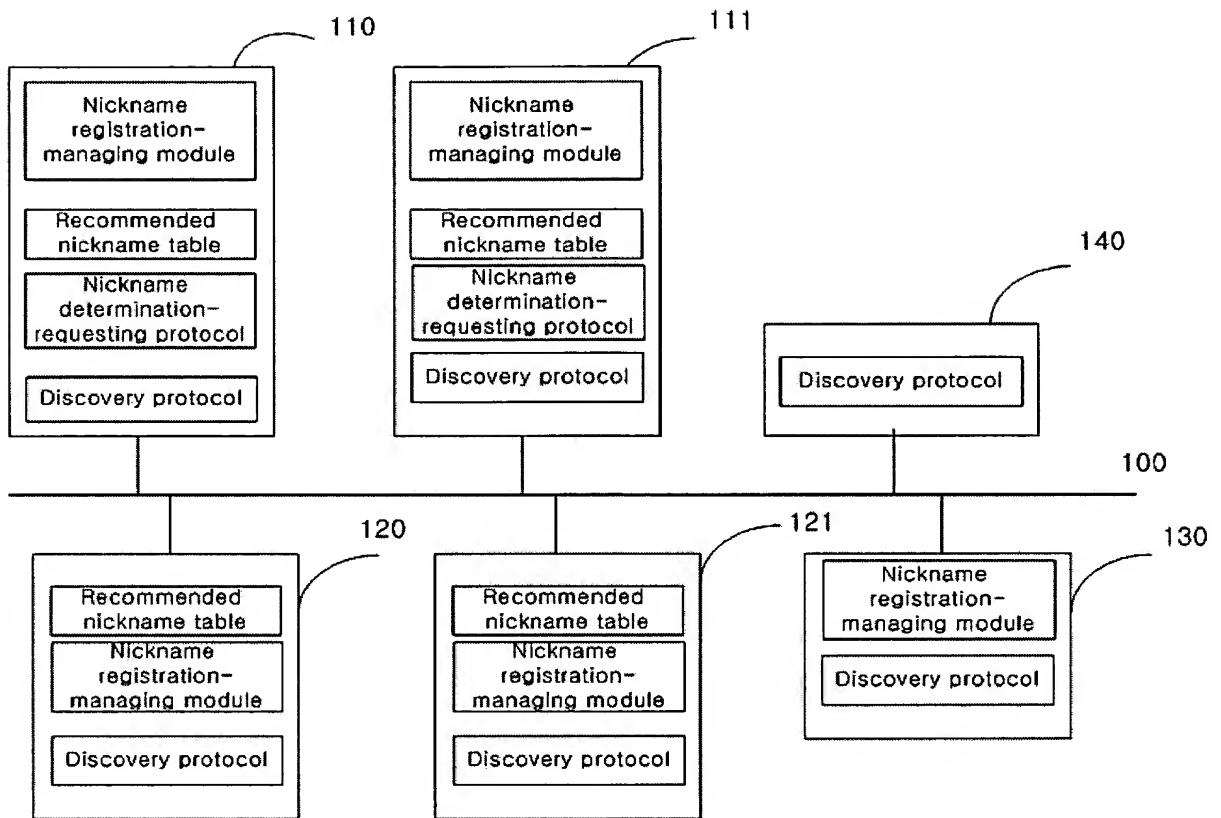 110
Nickname
registration-
managing module
Recommended
nickname table
Nickname
determination-
requesting protocol
Discovery protocol
111
Nickname
registration-
managing module
Recommended
nickname table
Nickname
determination-
requesting protocol
Discovery protocol
140
Discovery protocol
100
120
Recommended
nickname table
Nickname
registration-
managing module
Discovery protocol
121
Recommended
nickname table
Nickname
registration-
managing module
Discovery protocol
130
Nickname
registration-
managing module
Discovery protocol